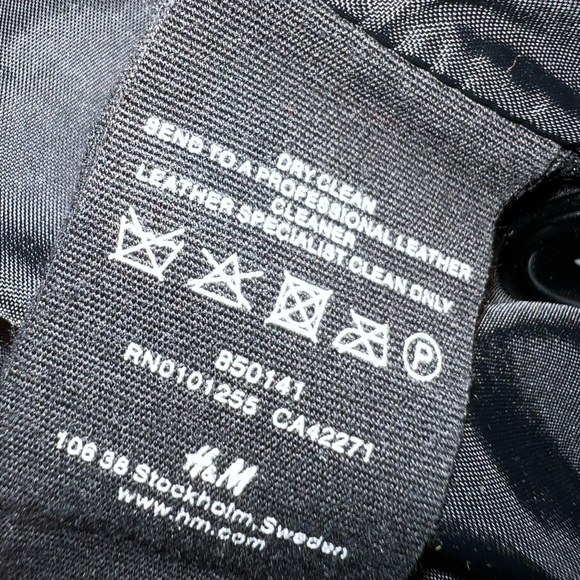 DRY CLEAN
SEND TO A PROFESSIONAL LEATHER
CLEANER
LEATHER SPECIALIST CLEAN ONLY
P
850141
RN0101255 CA42271
H&M
106 38 Stockholm, Sweden
www.hm.com